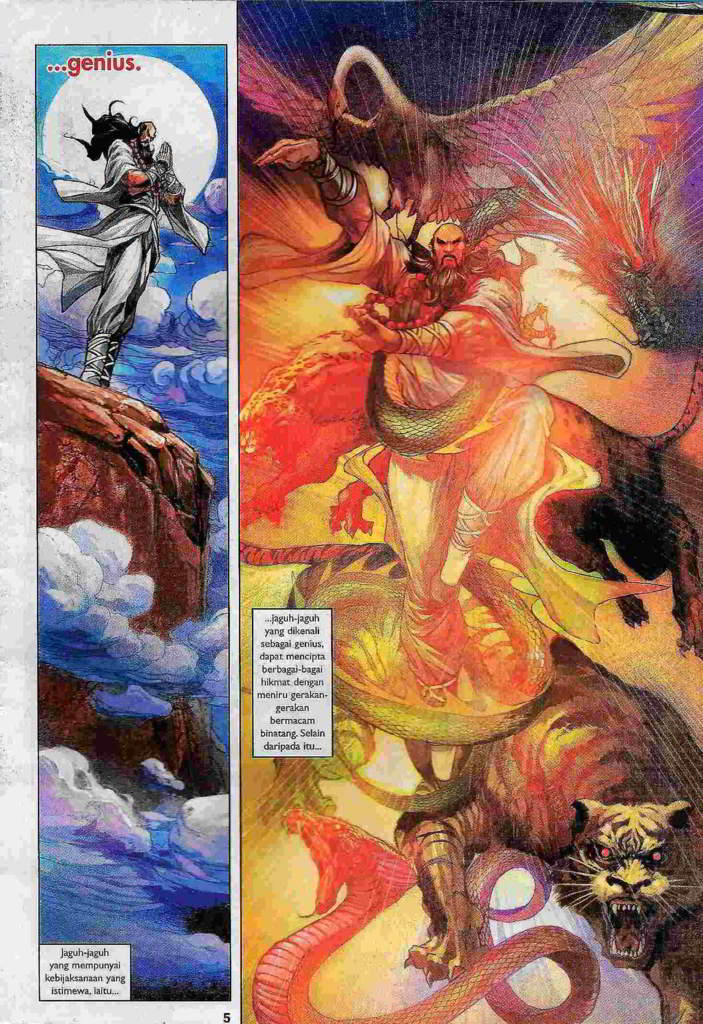 ...genius.
Jaguh-jaguh
yang mempunyai
kebijaksanaan yang
istimewa, iaitu...
...jaguh-jaguh
yang dikenali
sebagai genius,
dapat mencipta
berbagai-bagai
hikmat dengan
meniru gerakan-
gerakan
bermacam
binatang. Selain
daripada itu...
5